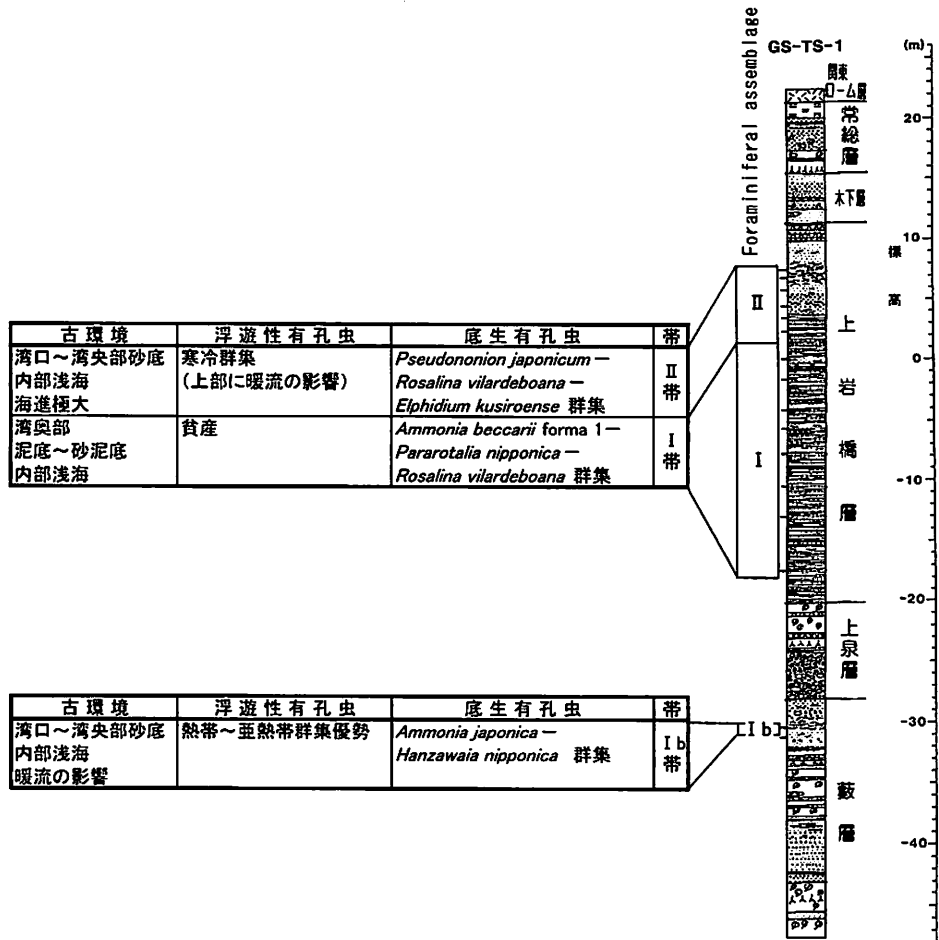 Foraminiferal assemblage
GS-TS-1
(m)
関東
ローム層
常総層
木下層
上岩橋層
上泉層
藪層
標高
20
10
0
-10
-20
-30
-40
II
I
[I b]
古環境 浮遊性有孔虫 底生有孔虫 帯
湾口～湾央部砂底 寒冷群集 Pseudononion japonicum－ II
内部浅海 (上部に暖流の影響) Rosalina vilardeboana－ 帯
海進極大 Elphidium kusiroense 群集
湾奥部 貧産 Ammonia beccarii forma 1－ I
泥底～砂泥底 Pararotalia nipponica－ 帯
内部浅海 Rosalina vilardeboana 群集
古環境 浮遊性有孔虫 底生有孔虫 帯
湾口～湾央部砂底 熱帯～亜熱帯群集優勢 Ammonia japonica－ I b
内部浅海 Hanzawaia nipponica 群集 帯
暖流の影響